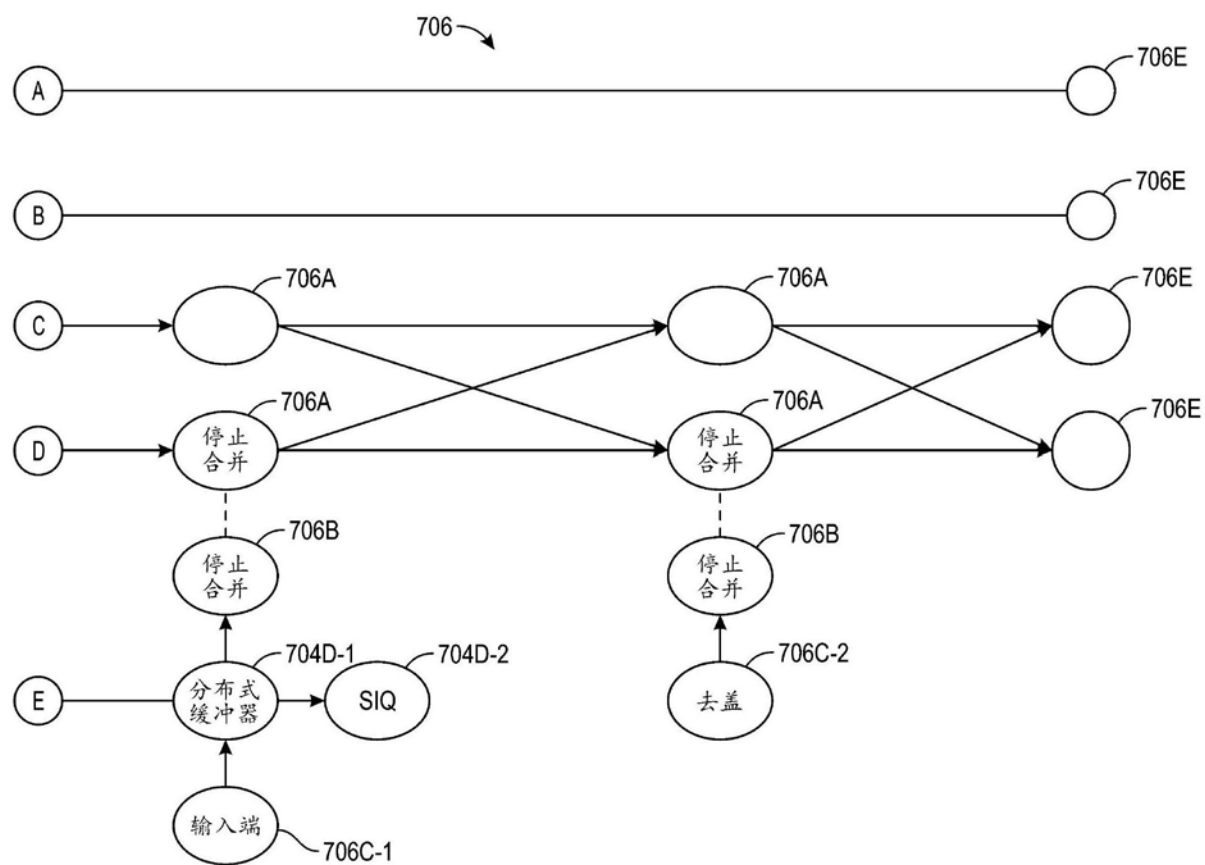 706
A
706E
B
706E
C
706A
706A
706E
D
706A
停止
合并
706A
停止
合并
706E
706B
停止
合并
706B
停止
合并
E
704D-1
分布式
缓冲器
704D-2
SIQ
706C-2
去盖
输入端
706C-1